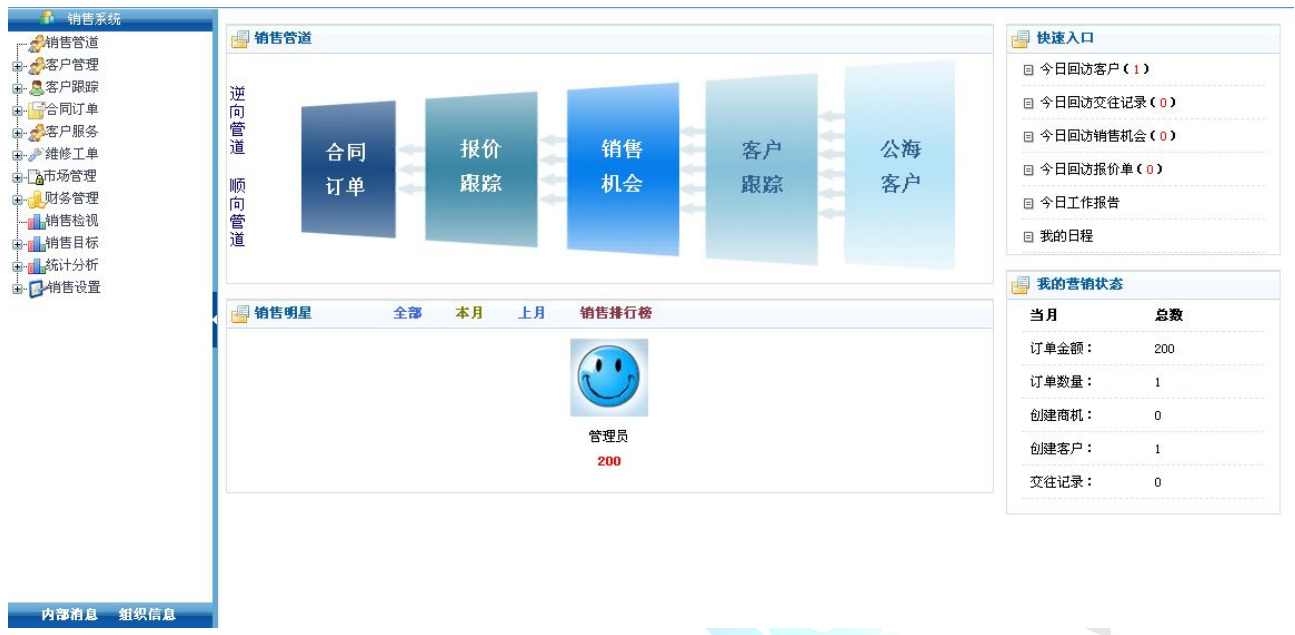 销售系统
销售管道
客户管理
客户跟踪
合同订单
客户服务
维修工单
市场管理
财务管理
销售检视
销售目标
统计分析
销售设置
内部消息 组织信息
销售管道
逆向管道
顺向管道
合同
订单
报价
跟踪
销售
机会
客户
跟踪
公海
客户
销售明星 全部 本月 上月 销售排行榜
管理员
200
快速入口
今日回访客户(1)
今日回访交往记录(0)
今日回访销售机会(0)
今日回访报价单(0)
今日工作报告
我的日程
我的营销状态
当月 总数
订单金额: 200
订单数量: 1
创建商机: 0
创建客户: 1
交往记录: 0